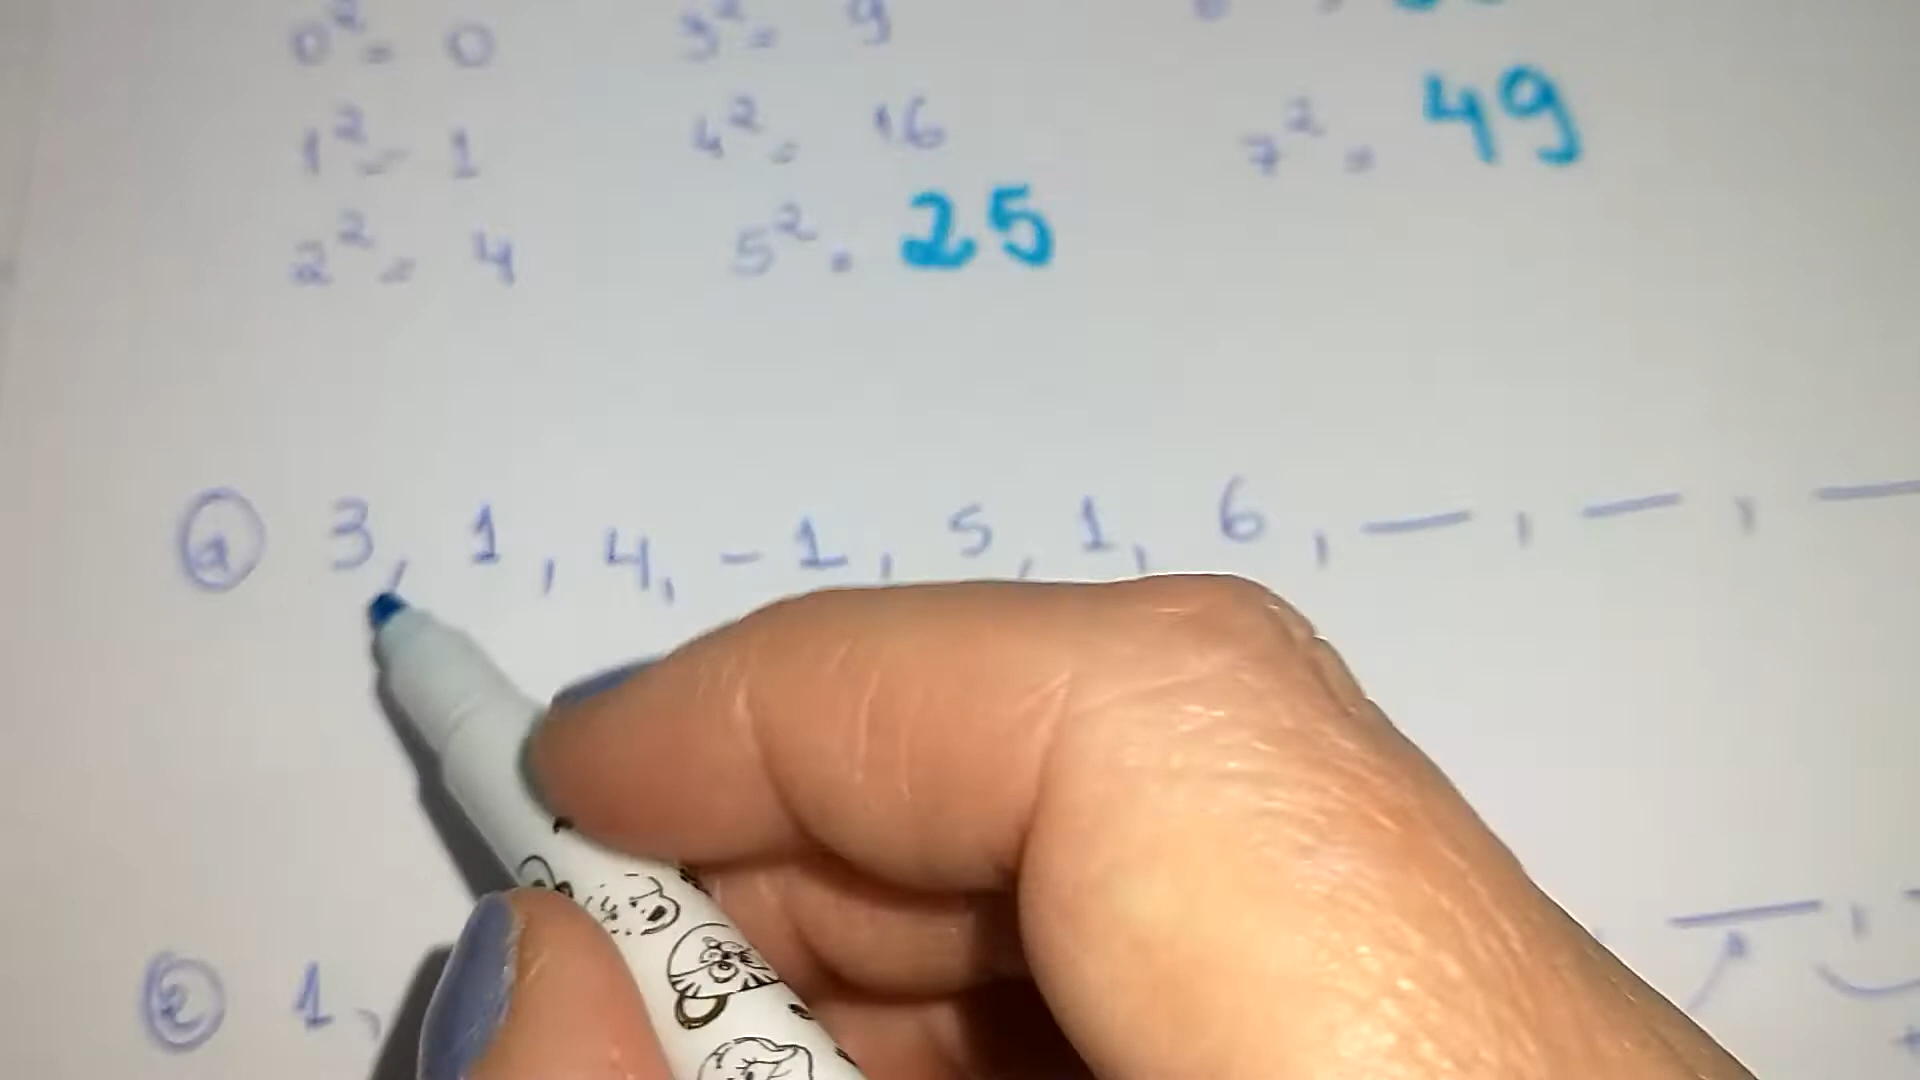 0² = 0 3² = 9
1² = 1 4² = 16 7² = 49
2² = 4 5² = 25
a 3, 1, 4, -1, 5, 1, 6, __, __, __
1,